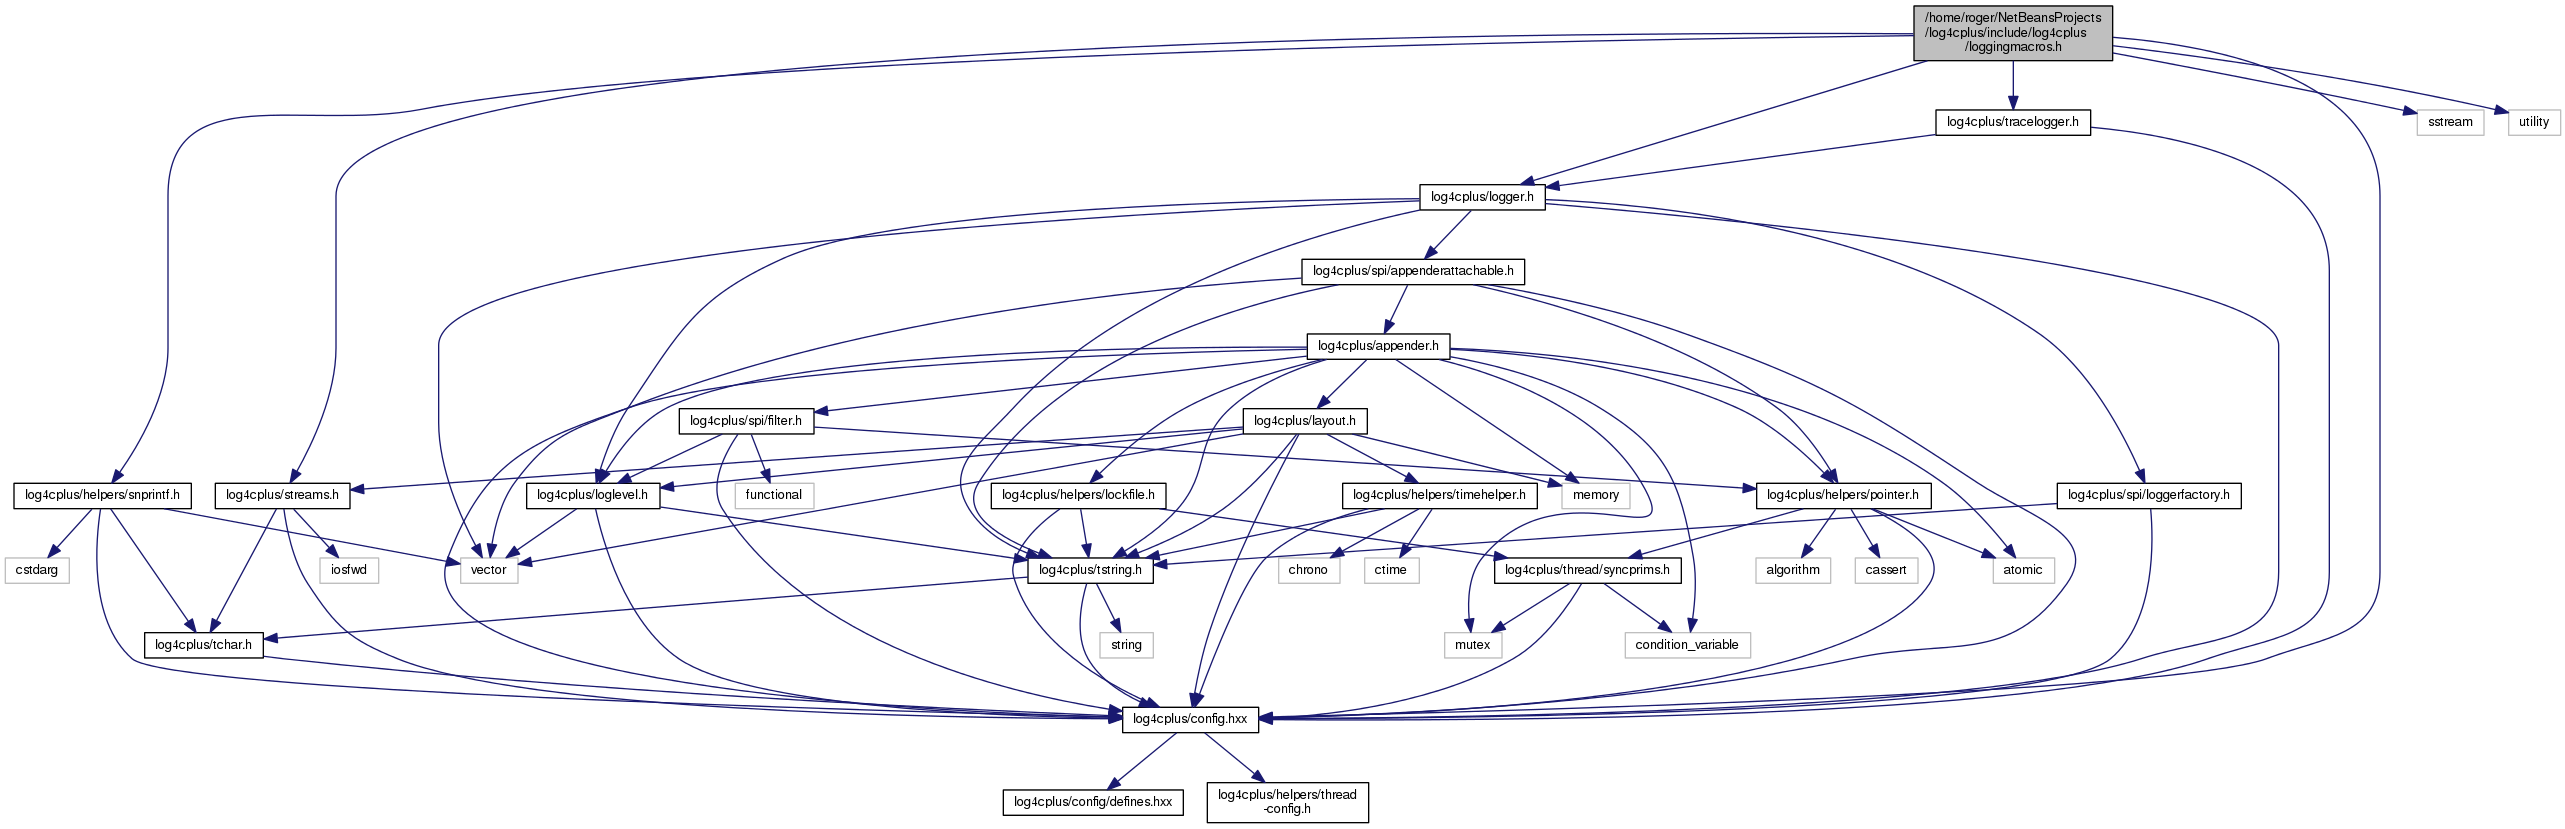 /home/roger/NetBeansProjects
/log4cplus/include/log4cplus
/loggingmacros.h
log4cplus/tracelogger.h
sstream
utility
log4cplus/logger.h
log4cplus/spi/appenderattachable.h
log4cplus/appender.h
log4cplus/spi/filter.h
log4cplus/layout.h
log4cplus/helpers/snprintf.h
log4cplus/streams.h
log4cplus/loglevel.h
functional
log4cplus/helpers/lockfile.h
log4cplus/helpers/timehelper.h
memory
log4cplus/helpers/pointer.h
log4cplus/spi/loggerfactory.h
cstdarg
iosfwd
vector
log4cplus/tstring.h
chrono
ctime
log4cplus/thread/syncprims.h
algorithm
cassert
atomic
log4cplus/tchar.h
string
mutex
condition_variable
log4cplus/config.hxx
log4cplus/config/defines.hxx
log4cplus/helpers/thread
-config.h